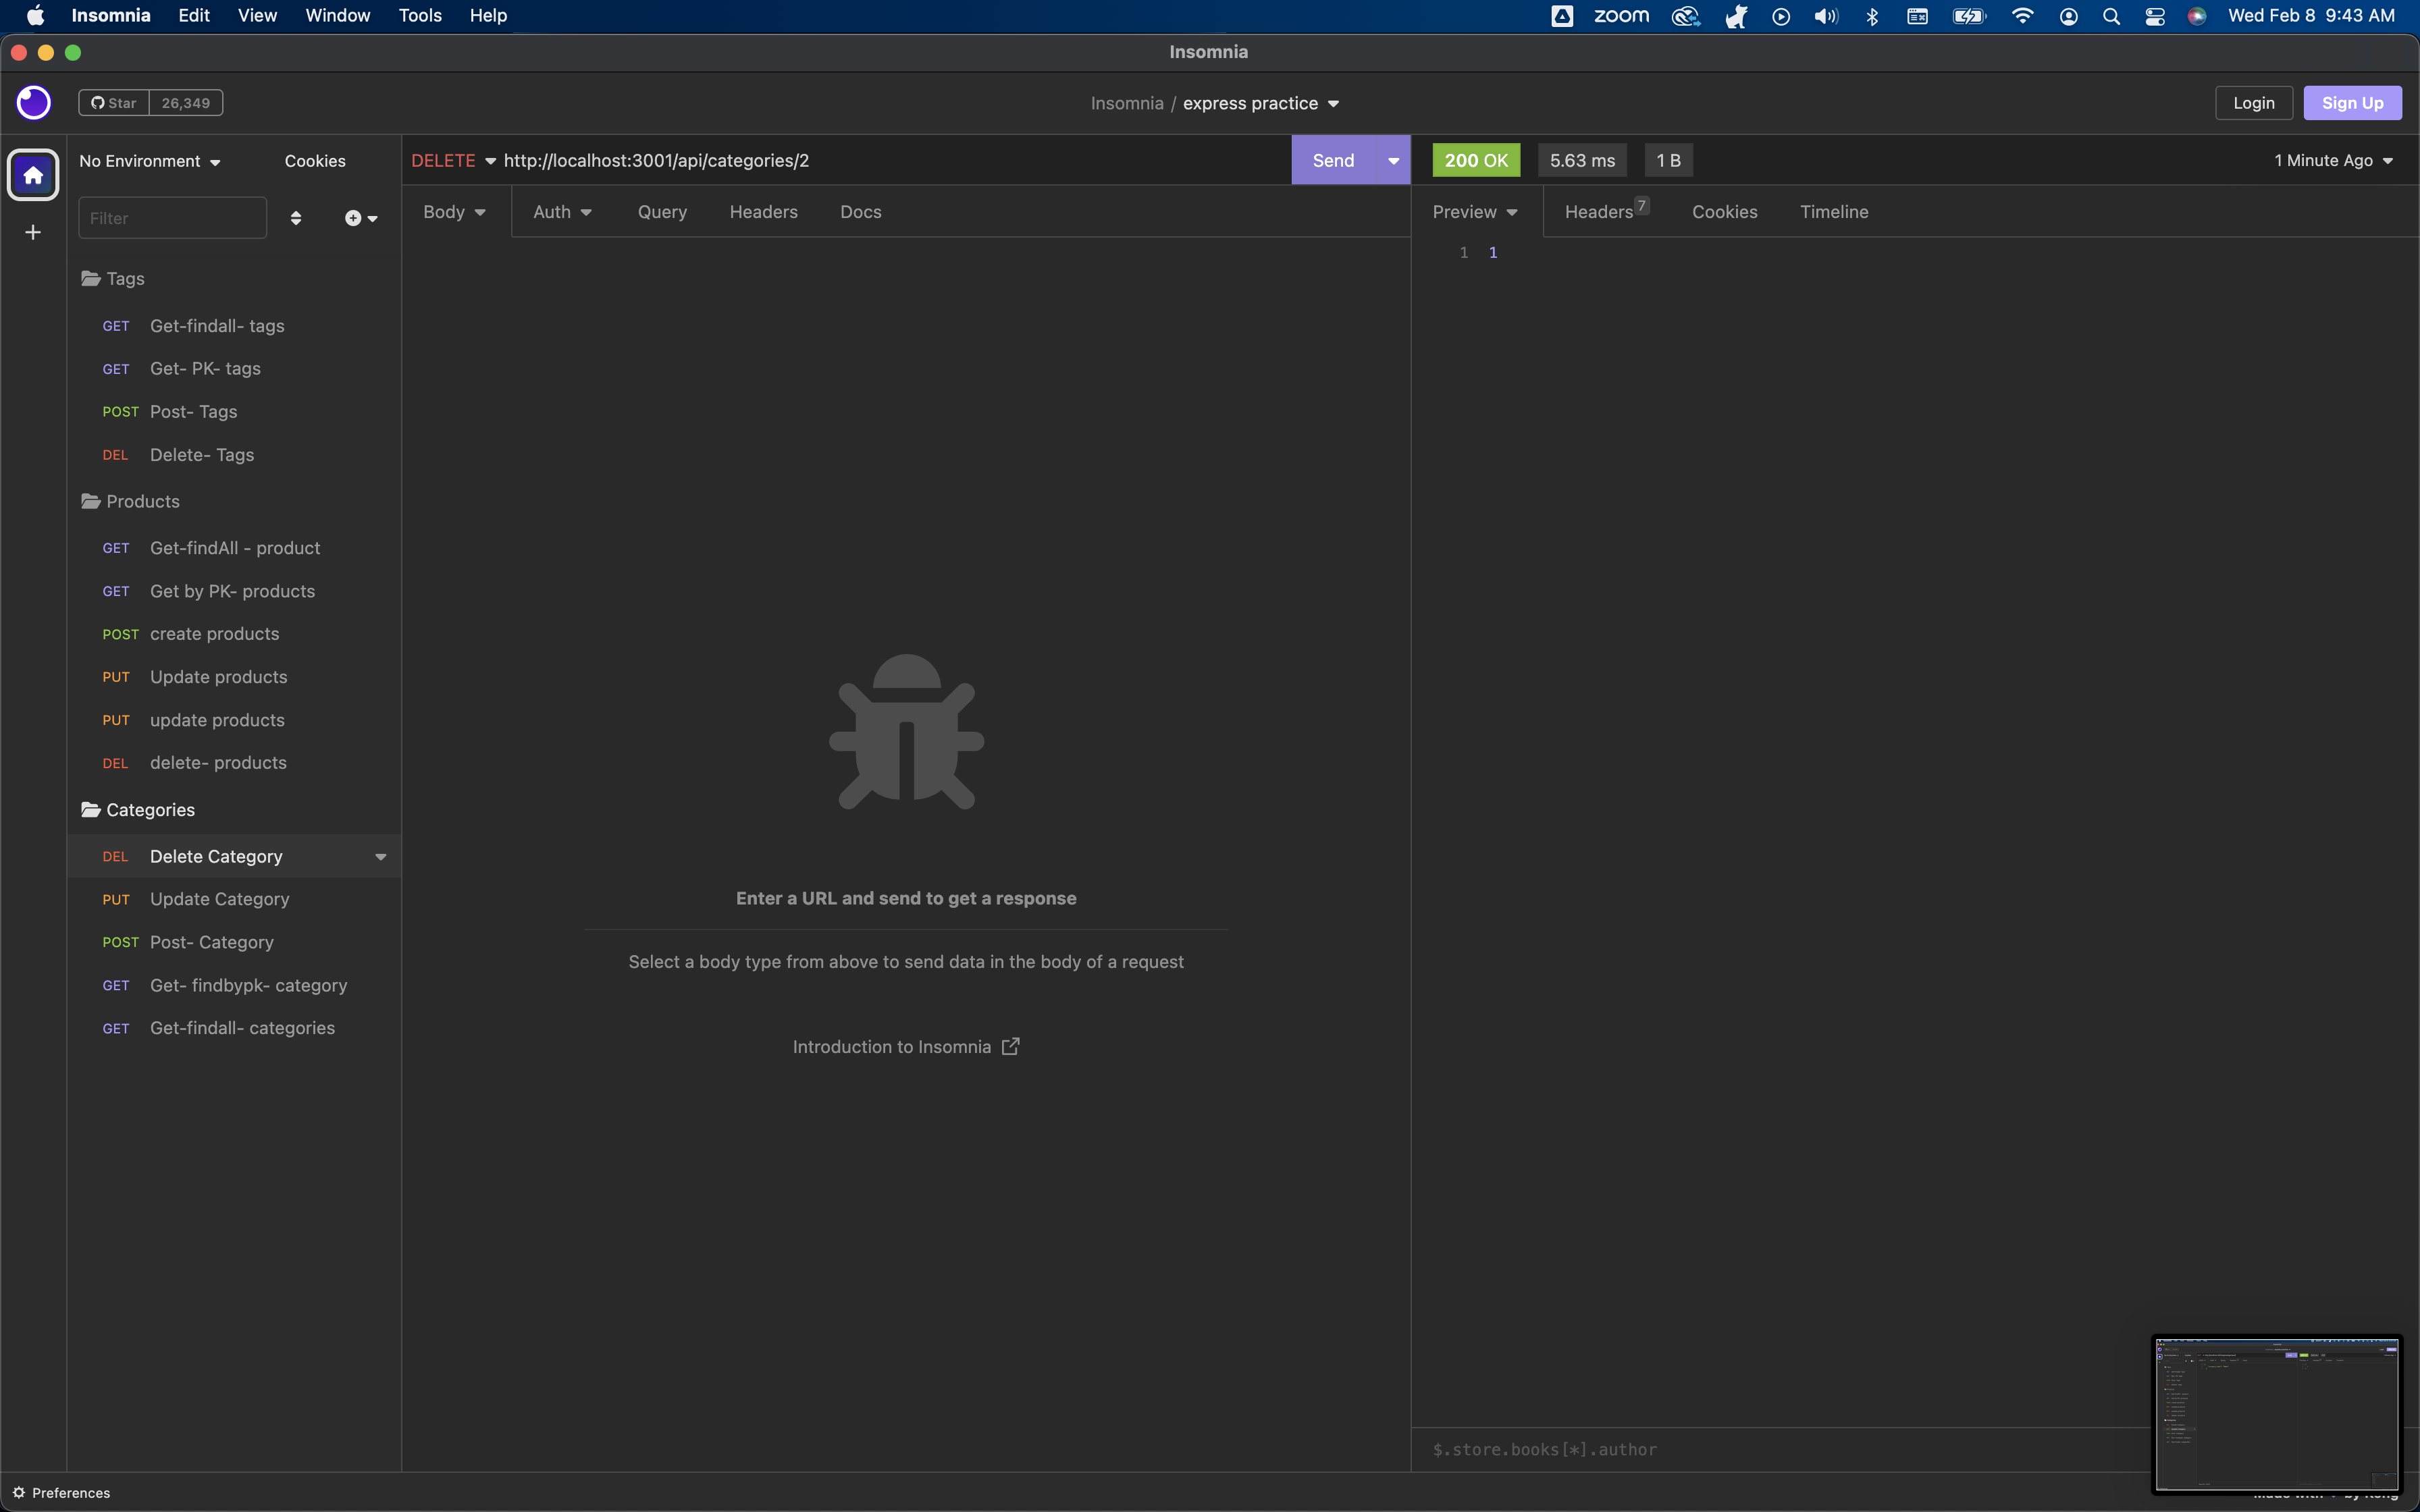 Insomnia Edit View Window Tools Help zoom Wed Feb 8 9:43 AM
Insomnia
Star 26,349 Insomnia / express practice Login Sign Up
No Environment Cookies DELETE http://localhost:3001/api/categories/2 Send 200 OK 5.63 ms 1 B 1 Minute Ago
Filter Body Auth Query Headers Docs Preview Headers 7 Cookies Timeline
1 1
Tags
GET Get-findall- tags
GET Get- PK- tags
POST Post- Tags
DEL Delete- Tags
Products
GET Get-findAll - product
GET Get by PK- products
POST create products
PUT Update products
PUT update products
DEL delete- products
Categories
DEL Delete Category
PUT Update Category
POST Post- Category
GET Get- findbypk- category
GET Get-findall- categories
Enter a URL and send to get a response
Select a body type from above to send data in the body of a request
Introduction to Insomnia
$.store.books[*].author
Preferences